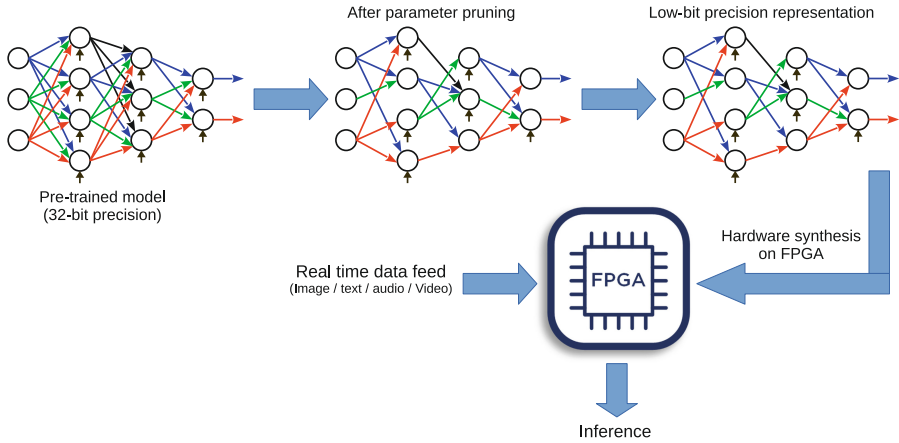 After parameter pruning
Low-bit precision representation
Pre-trained model
(32-bit precision)
Hardware synthesis
on FPGA
Real time data feed
(Image / text / audio / Video)
FPGA
Inference